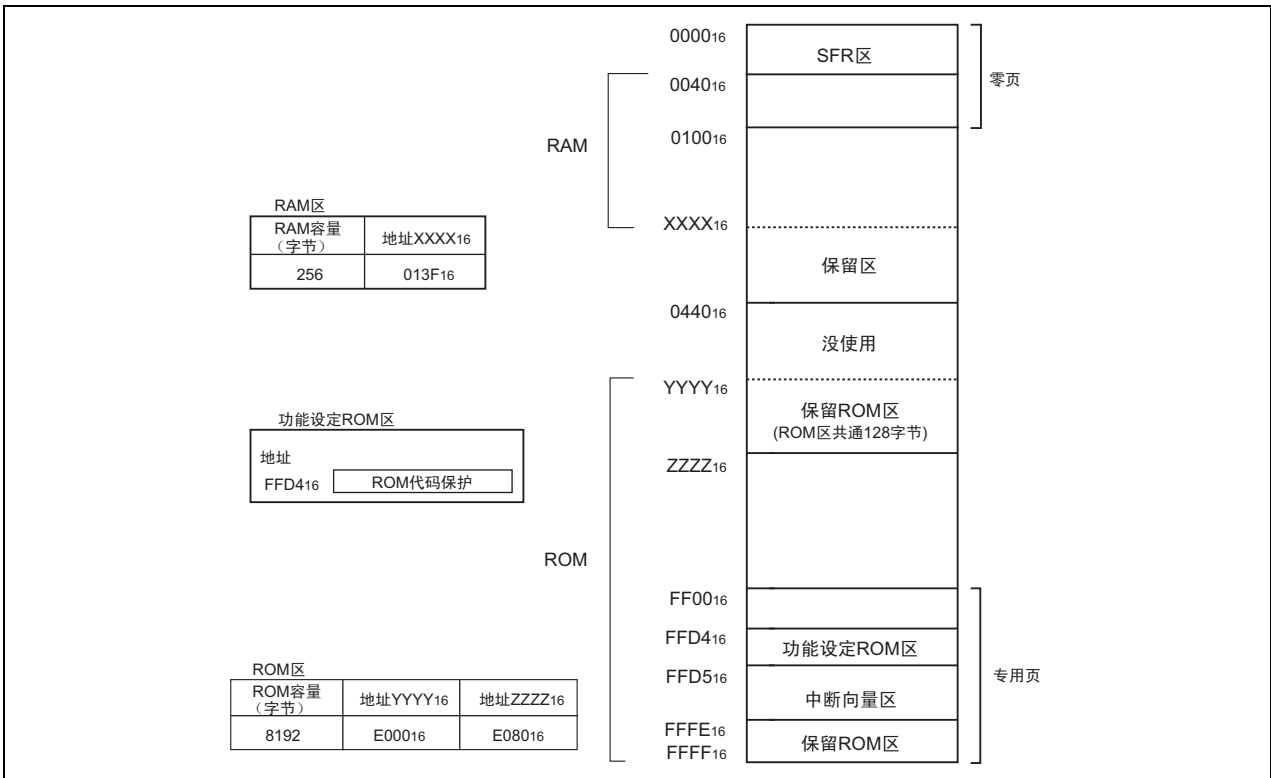 000016
SFR区
零页
004016
RAM
010016
RAM区
RAM容量
（字节）
地址XXXX16
256
013F16
XXXX16
保留区
044016
没使用
YYYY16
保留ROM区
(ROM区共通128字节)
功能设定ROM区
地址
FFD416
ROM代码保护
ZZZZ16
ROM
FF0016
FFD416
功能设定ROM区
FFD516
专用页
中断向量区
ROM区
ROM容量
（字节）
地址YYYY16
地址ZZZZ16
8192
E00016
E08016
FFFE16
保留ROM区
FFFF16